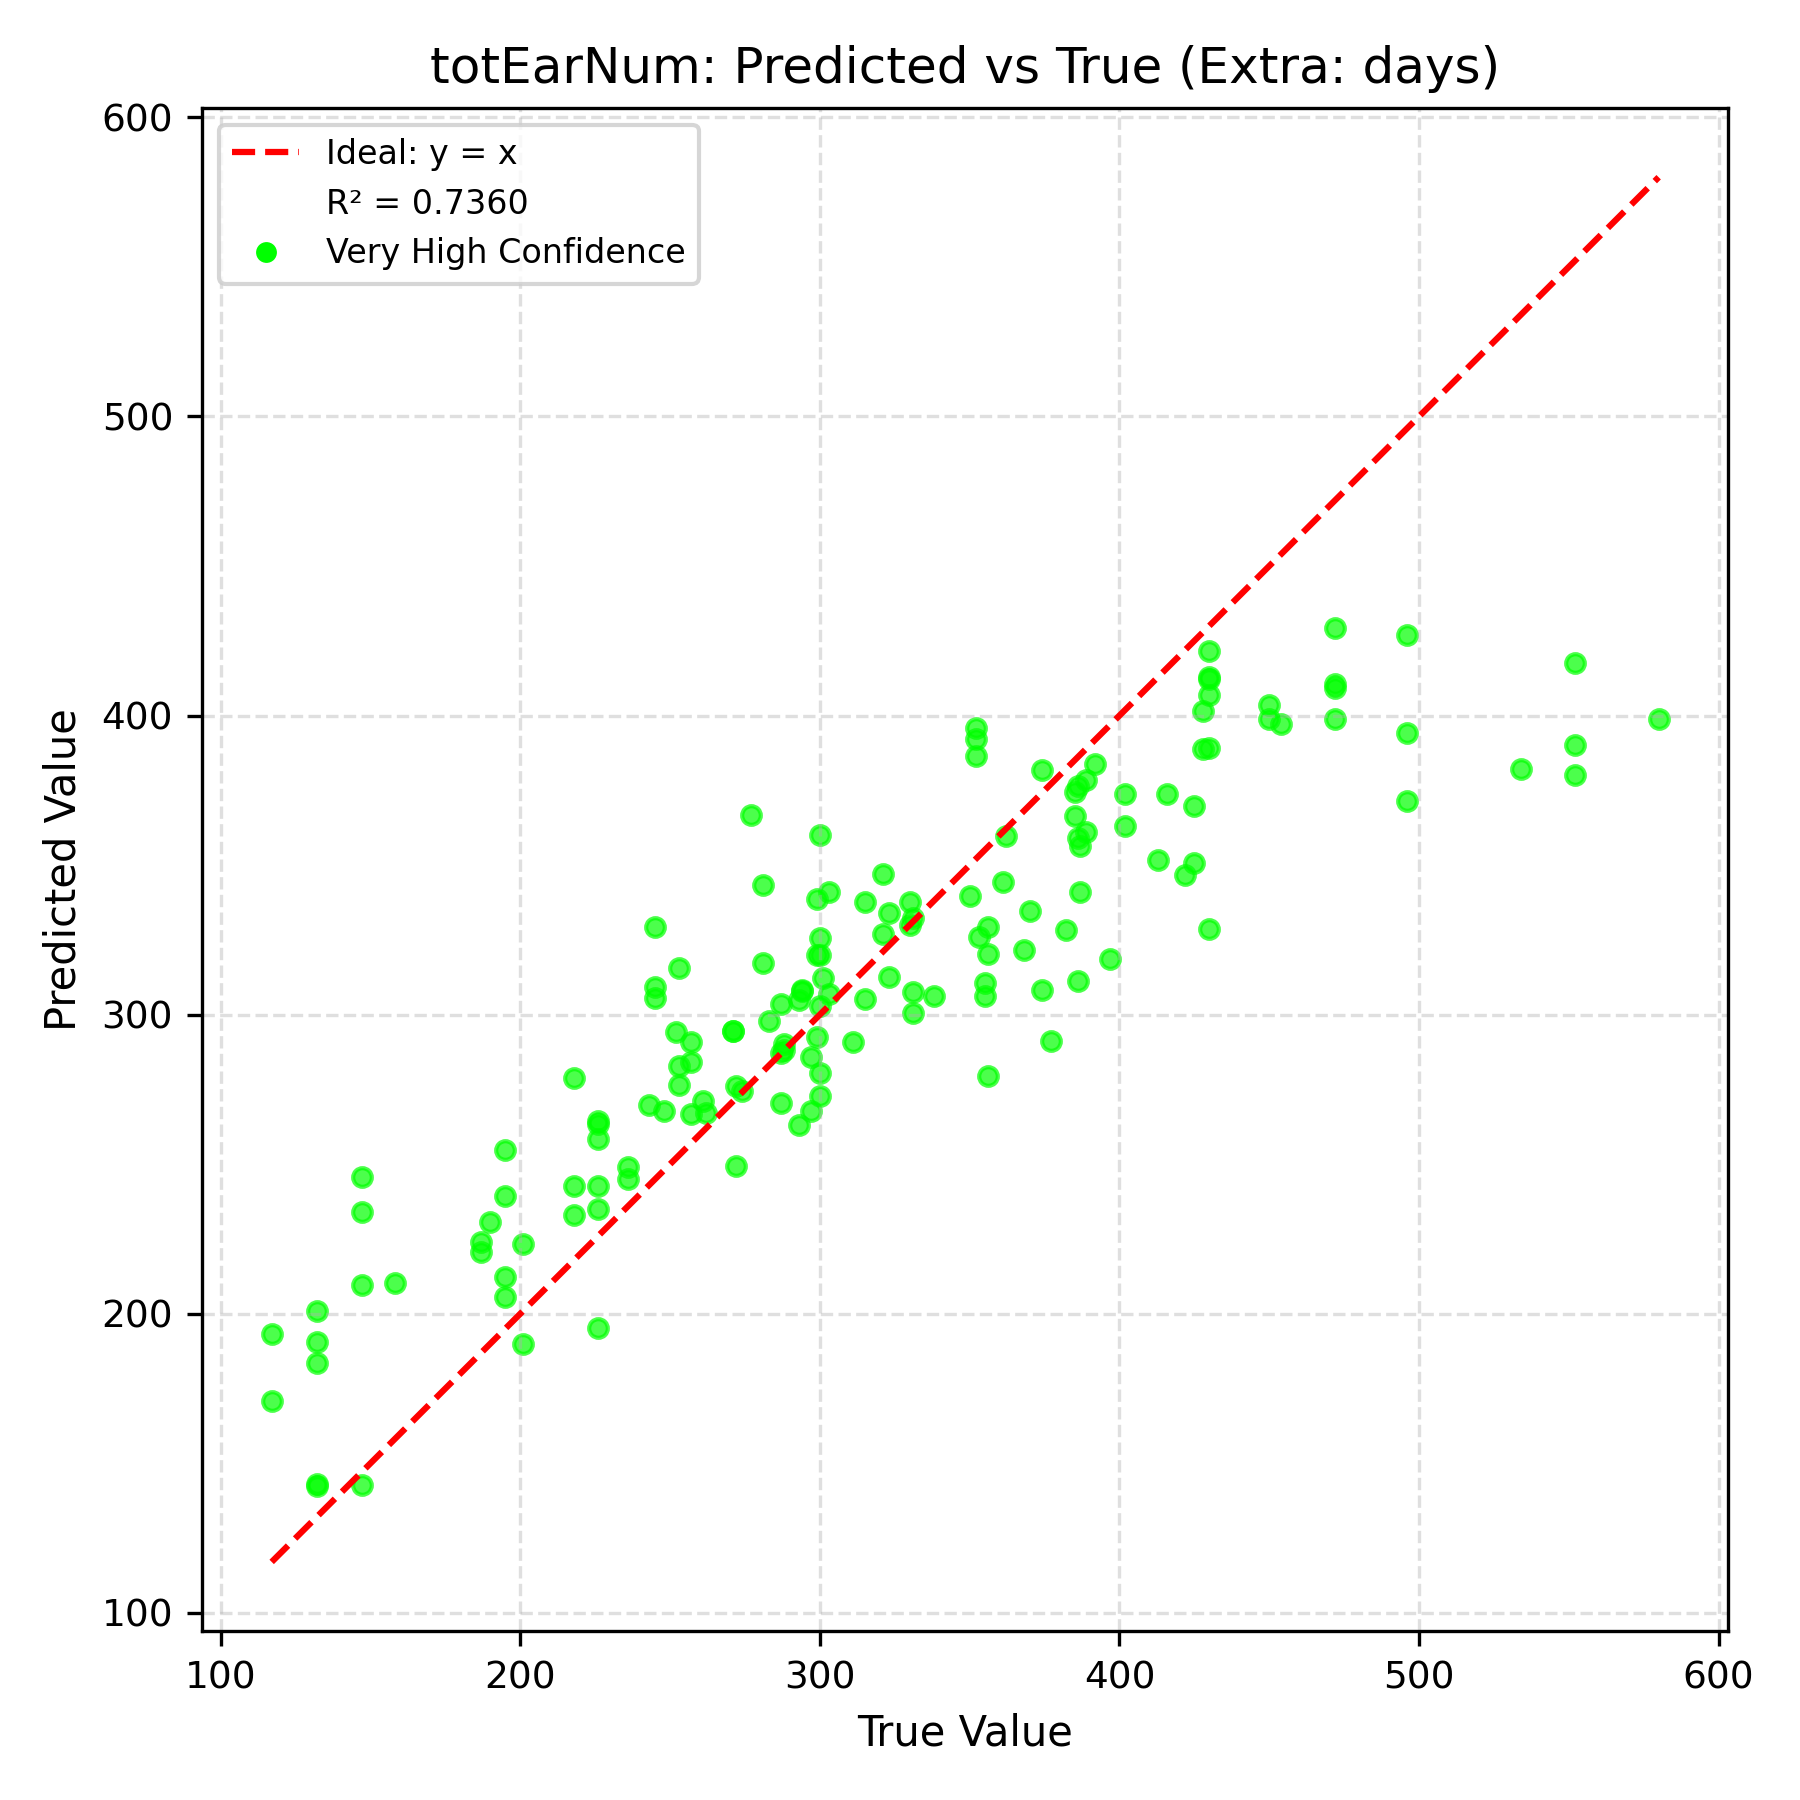 totEarNum: Predicted vs True (Extra: days)
Ideal: y = x
R² = 0.7360
Very High Confidence
600
500
400
300
200
100
Predicted Value
100 200 300 400 500 600
True Value